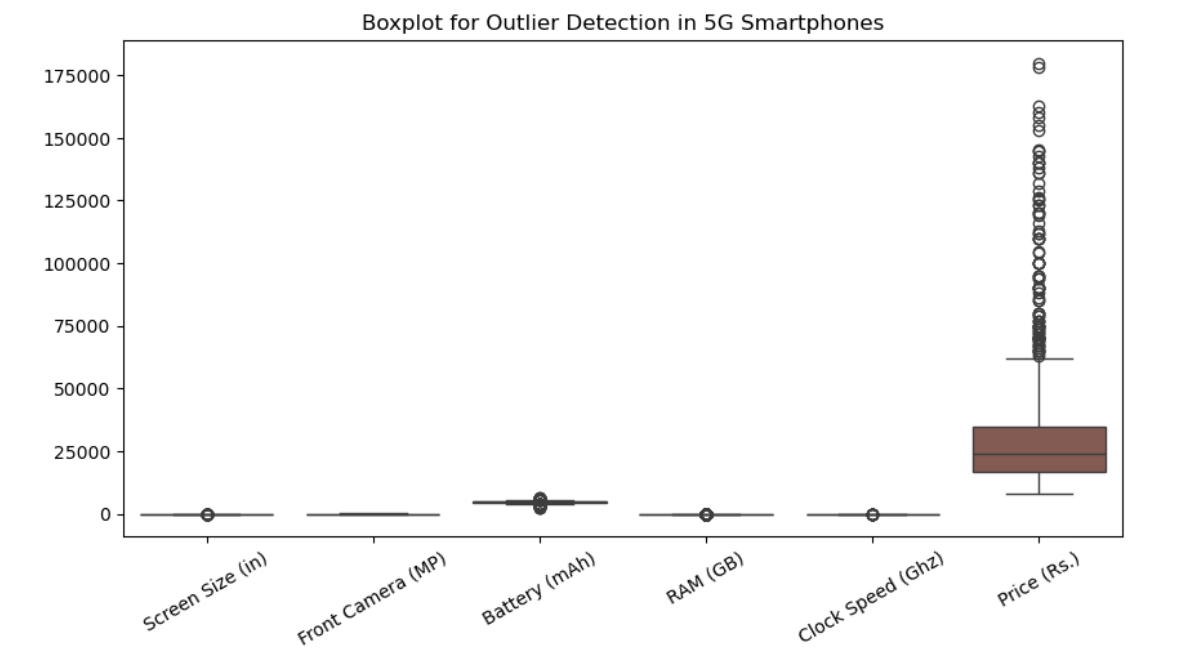 Boxplot for Outlier Detection in 5G Smartphones
175000
150000
125000
100000
75000
50000
25000
0
Screen Size (in)
Front Camera (MP)
Battery (mAh)
RAM (GB)
Clock Speed (Ghz)
Price (Rs.)